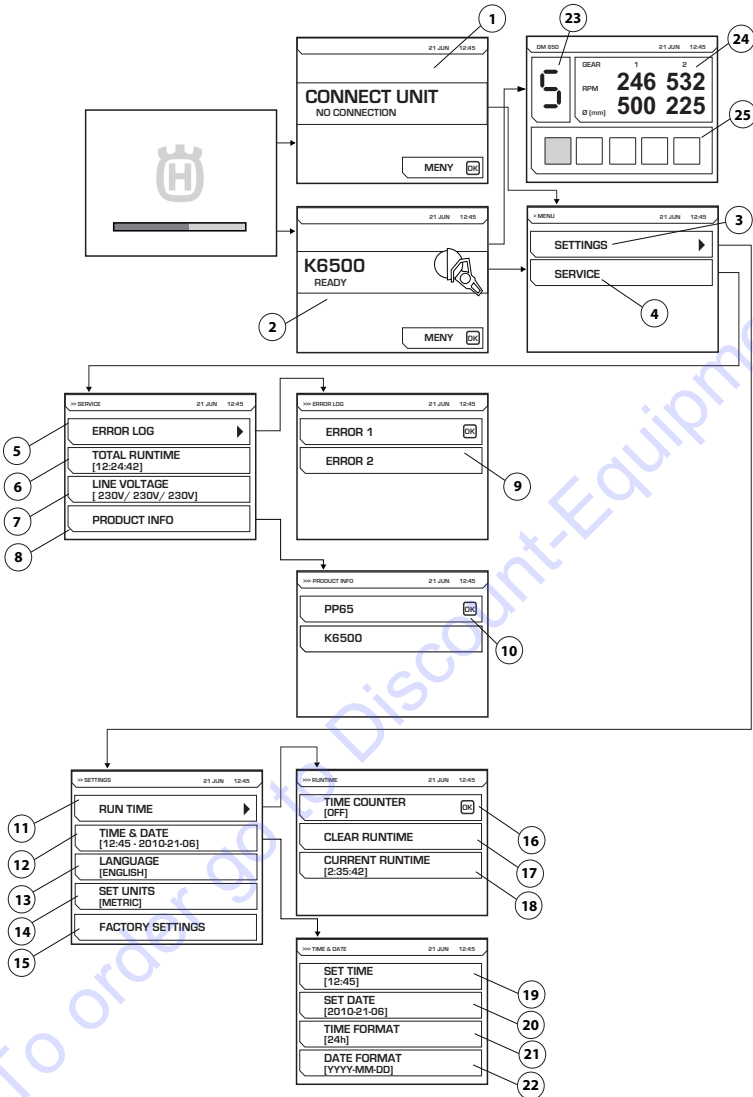 1
21 JUN 12:45
CONNECT UNIT
NO CONNECTION
MENY OK
23
24
25
DM 650 21 JUN 12:45
5
GEAR 1 2
RPM 246 532
Ø (mm) 500 225
H
21 JUN 12:45
K6500
READY
2
MENY OK
> MENU 21 JUN 12:45
SETTINGS
SERVICE
3
4
>> SERVICE 21 JUN 12:45
ERROR LOG
TOTAL RUNTIME
[12:24:42]
LINE VOLTAGE
[ 230V/ 230V/ 230V]
PRODUCT INFO
5
6
7
8
>>> ERROR LOG 21 JUN 12:45
ERROR 1 OK
ERROR 2
9
>>> PRODUCT INFO 21 JUN 12:45
PP65 OK
K6500
10
>> SETTINGS 21 JUN 12:45
RUN TIME
TIME & DATE
[12:45 - 2010-21-06]
LANGUAGE
[ENGLISH]
SET UNITS
[METRIC]
FACTORY SETTINGS
11
12
13
14
15
>>> RUNTIME 21 JUN 12:45
TIME COUNTER
[OFF] OK
CLEAR RUNTIME
CURRENT RUNTIME
[2:35:42]
16
17
18
>>> TIME & DATE 21 JUN 12:45
SET TIME
[12:45]
SET DATE
[2010-21-06]
TIME FORMAT
[24h]
DATE FORMAT
[YYYY-MM-DD]
19
20
21
22
To order go to Discount-Equipme